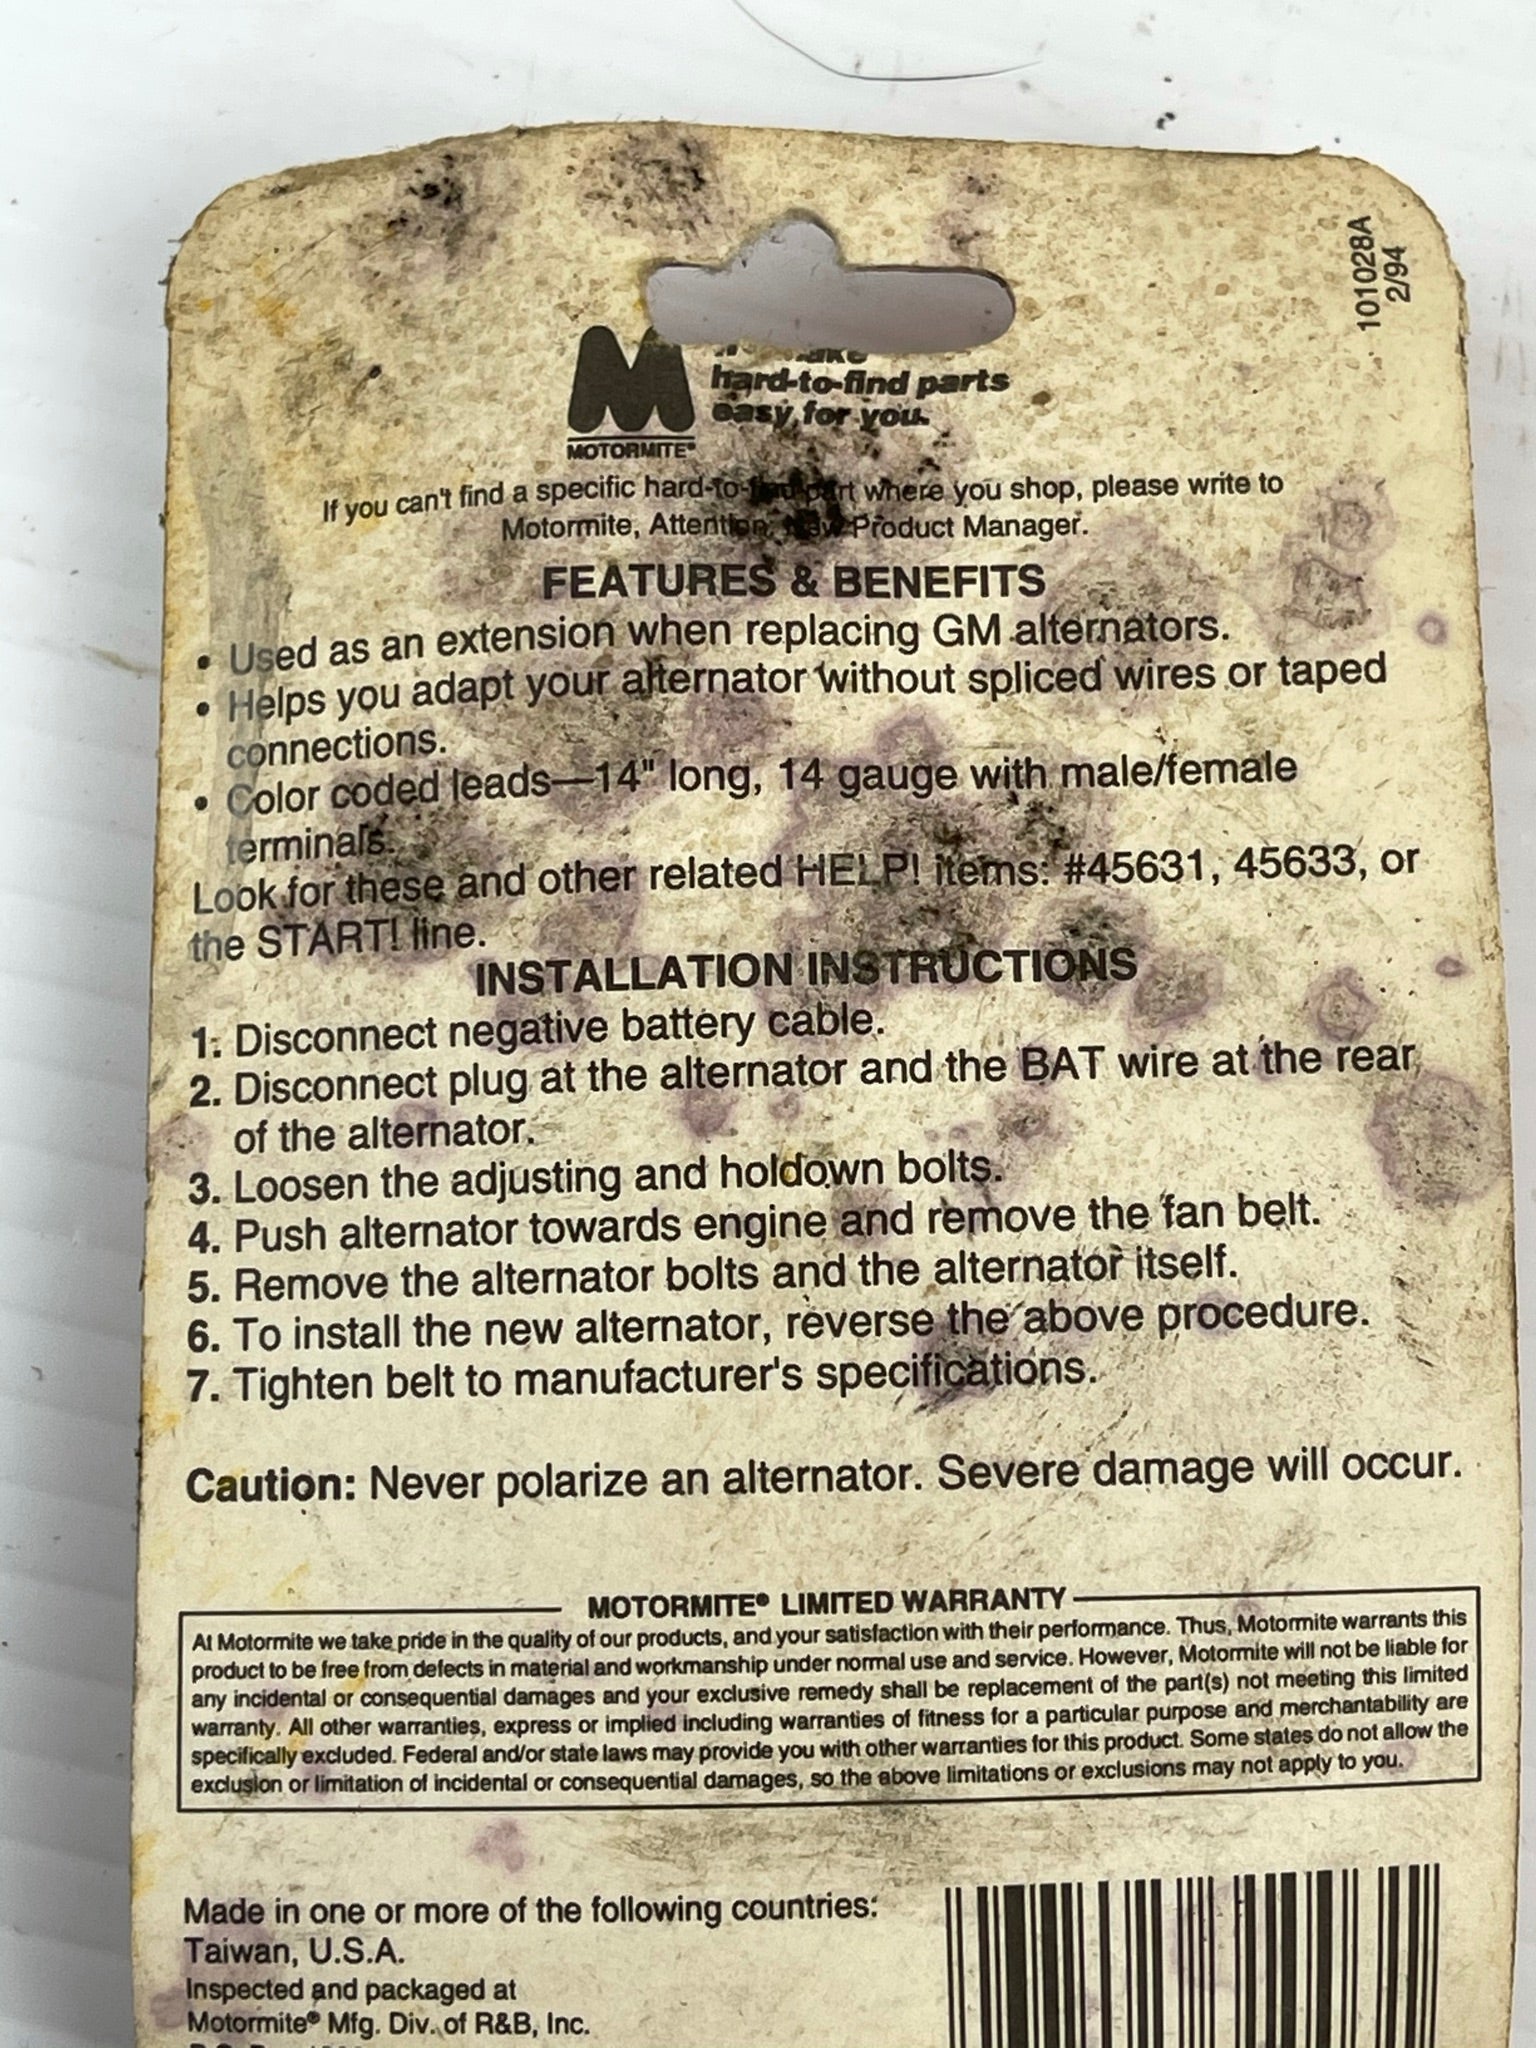 101028A
2/94
hard-to-find parts
easy for you.
MOTORMITE®
If you can't find a specific hard-to-find part where you shop, please write to
Motormite, Attention, New Product Manager.
FEATURES & BENEFITS
• Used as an extension when replacing GM alternators.
• Helps you adapt your alternator without spliced wires or taped
connections.
• Color coded leads—14" long, 14 gauge with male/female
terminals.
Look for these and other related HELP! items: #45631, 45633, or
the START! line.
INSTALLATION INSTRUCTIONS
1. Disconnect negative battery cable.
2. Disconnect plug at the alternator and the BAT wire at the rear
of the alternator.
3. Loosen the adjusting and holdown bolts.
4. Push alternator towards engine and remove the fan belt.
5. Remove the alternator bolts and the alternator itself.
6. To install the new alternator, reverse the above procedure.
7. Tighten belt to manufacturer's specifications.
Caution: Never polarize an alternator. Severe damage will occur.
MOTORMITE® LIMITED WARRANTY
At Motormite we take pride in the quality of our products, and your satisfaction with their performance. Thus, Motormite warrants this
product to be free from defects in material and workmanship under normal use and service. However, Motormite will not be liable for
any incidental or consequential damages and your exclusive remedy shall be replacement of the part(s) not meeting this limited
warranty. All other warranties, express or implied including warranties of fitness for a particular purpose and merchantability are
specifically excluded. Federal and/or state laws may provide you with other warranties for this product. Some states do not allow the
exclusion or limitation of incidental or consequential damages, so the above limitations or exclusions may not apply to you.
Made in one or more of the following countries:
Taiwan, U.S.A.
Inspected and packaged at
Motormite® Mfg. Div. of R&B, Inc.